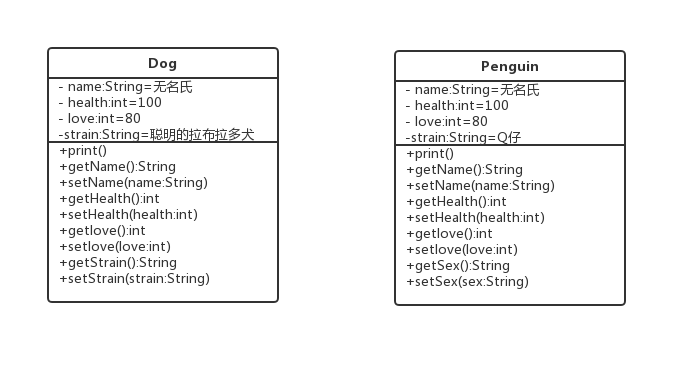 Dog
- name:String=无名氏
- health:int=100
- love:int=80
-strain:String=聪明的拉布拉多犬
+print()
+getName():String
+setName(name:String)
+getHealth():int
+setHealth(health:int)
+getlove():int
+setlove(love:int)
+getStrain():String
+setStrain(strain:String)
Penguin
- name:String=无名氏
- health:int=100
- love:int=80
-strain:String=Q仔
+print()
+getName():String
+setName(name:String)
+getHealth():int
+setHealth(health:int)
+getlove():int
+setlove(love:int)
+getSex():String
+setSex(sex:String)